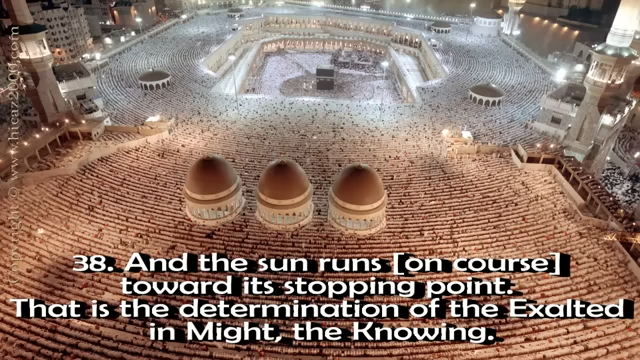 38. And the sun runs [on course]
toward its stopping point.
That is the determination of the Exalted
in Might, the Knowing.